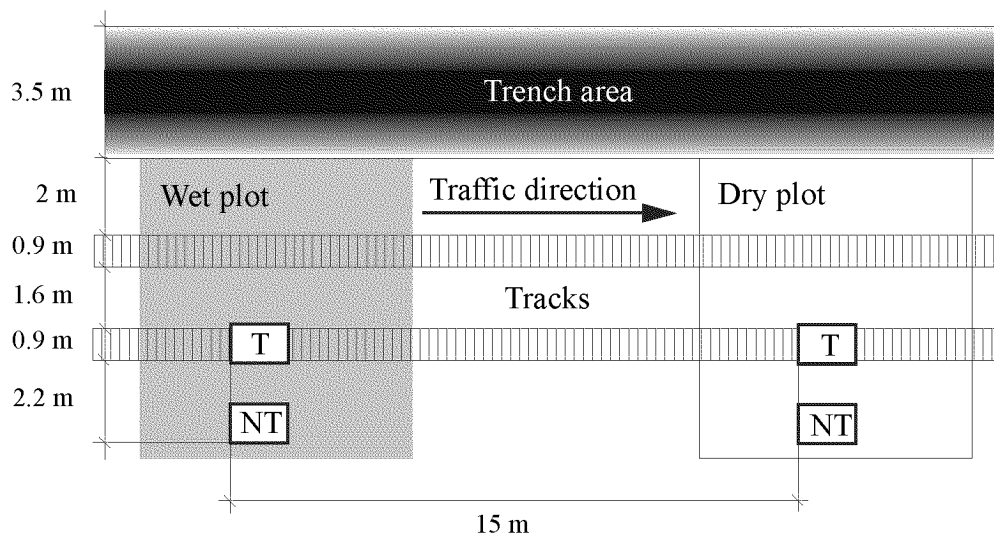 3.5 m
Trench area
2 m
Wet plot
Traffic direction
Dry plot
0.9 m
1.6 m
Tracks
0.9 m
T
T
2.2 m
NT
NT
15 m